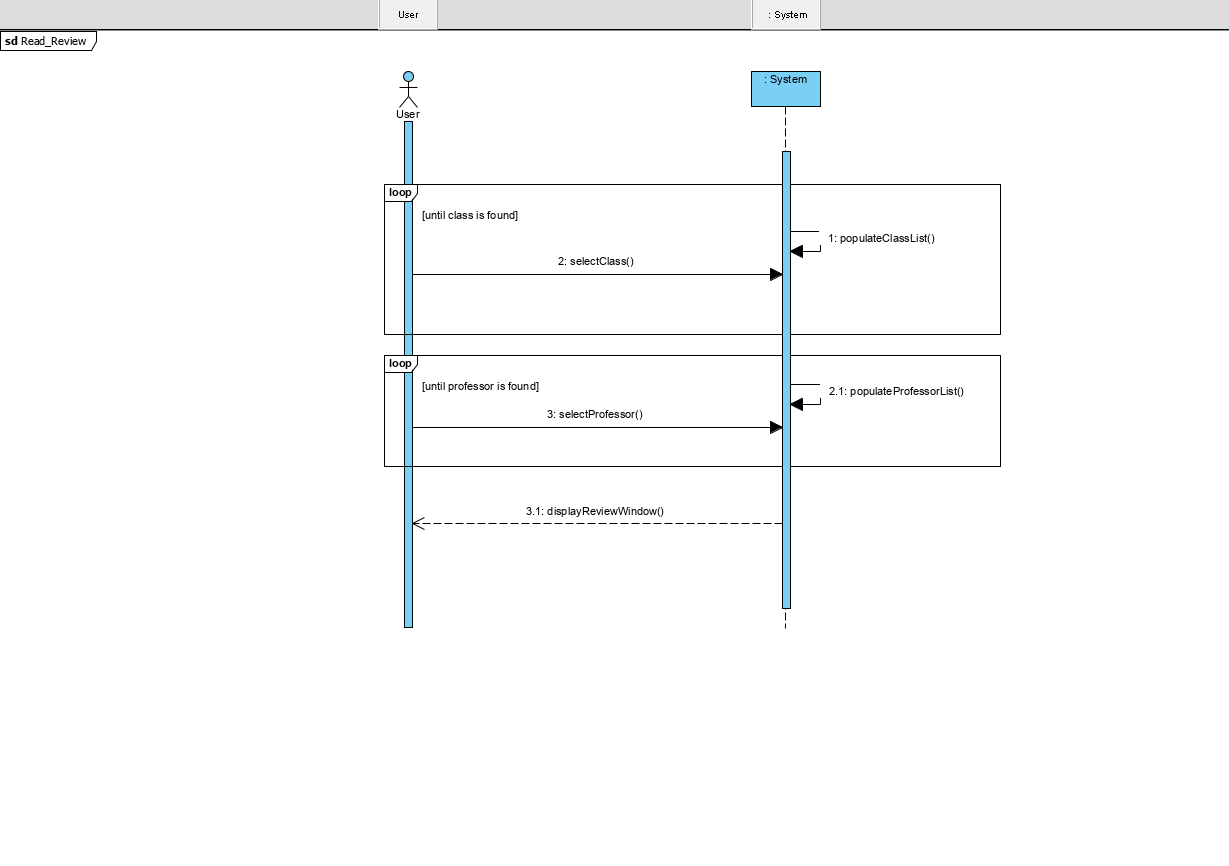 User
: System
sd Read_Review
: System
User
loop
[until class is found]
1: populateClassList()
2: selectClass()
loop
[until professor is found]
2.1: populateProfessorList()
3: selectProfessor()
3.1: displayReviewWindow()